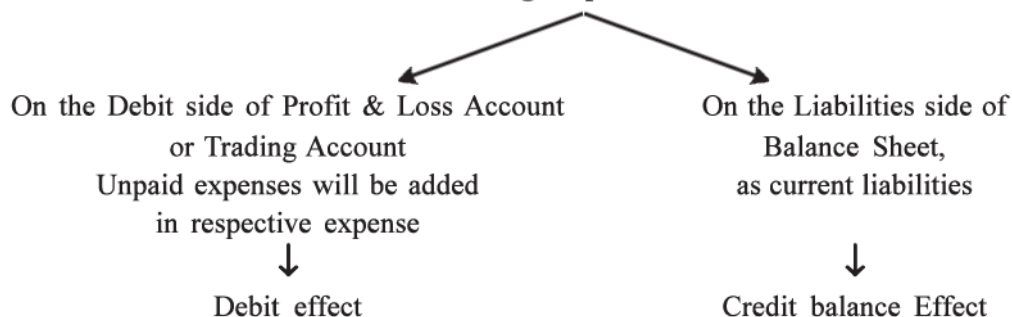 On the Debit side of Profit & Loss Account
or Trading Account
Unpaid expenses will be added
in respective expense
Debit effect
On the Liabilities side of
Balance Sheet,
as current liabilities
Credit balance Effect